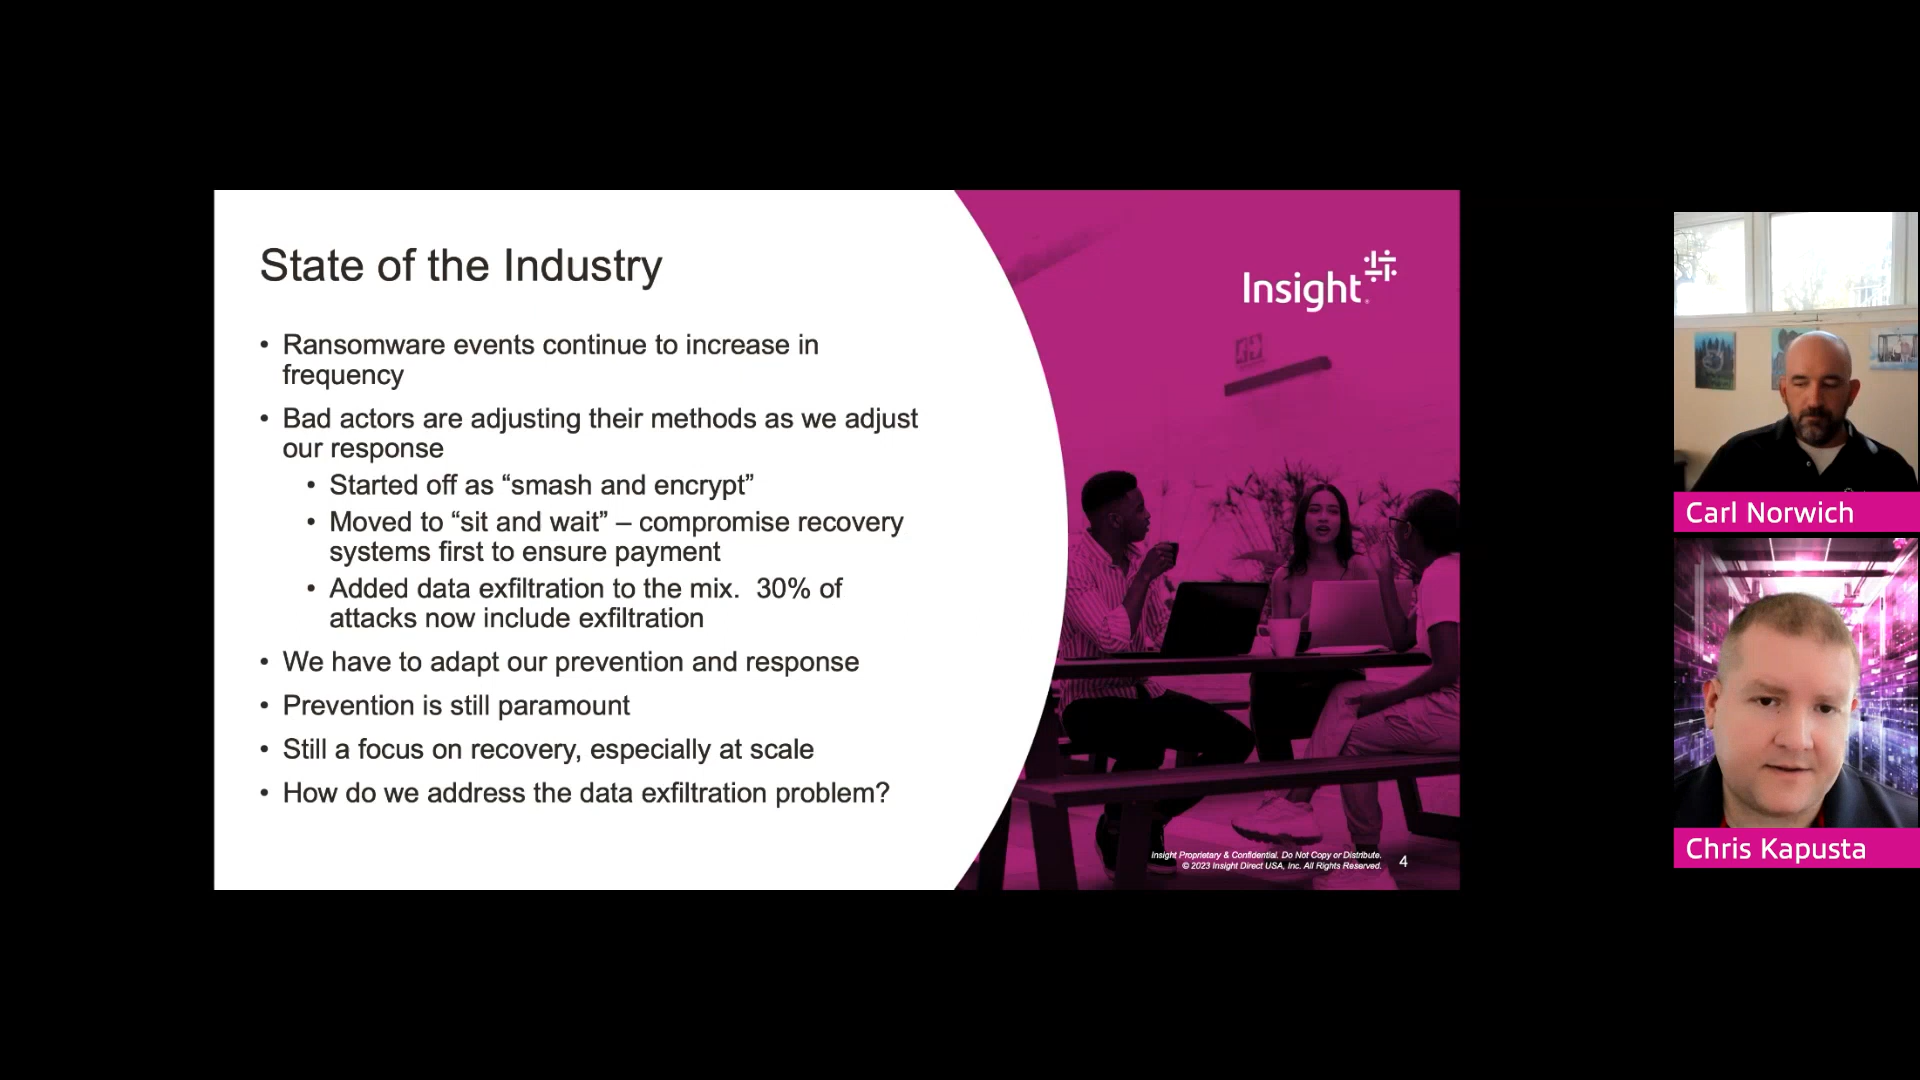 State of the Industry
Insight
• Ransomware events continue to increase in
frequency
• Bad actors are adjusting their methods as we adjust
our response
• Started off as “smash and encrypt”
• Moved to “sit and wait” – compromise recovery
systems first to ensure payment
• Added data exfiltration to the mix.  30% of
attacks now include exfiltration
• We have to adapt our prevention and response
• Prevention is still paramount
• Still a focus on recovery, especially at scale
• How do we address the data exfiltration problem?
Insight Proprietary & Confidential. Do Not Copy or Distribute.
© 2023 Insight Direct USA, Inc. All Rights Reserved.
4
Carl Norwich
Chris Kapusta